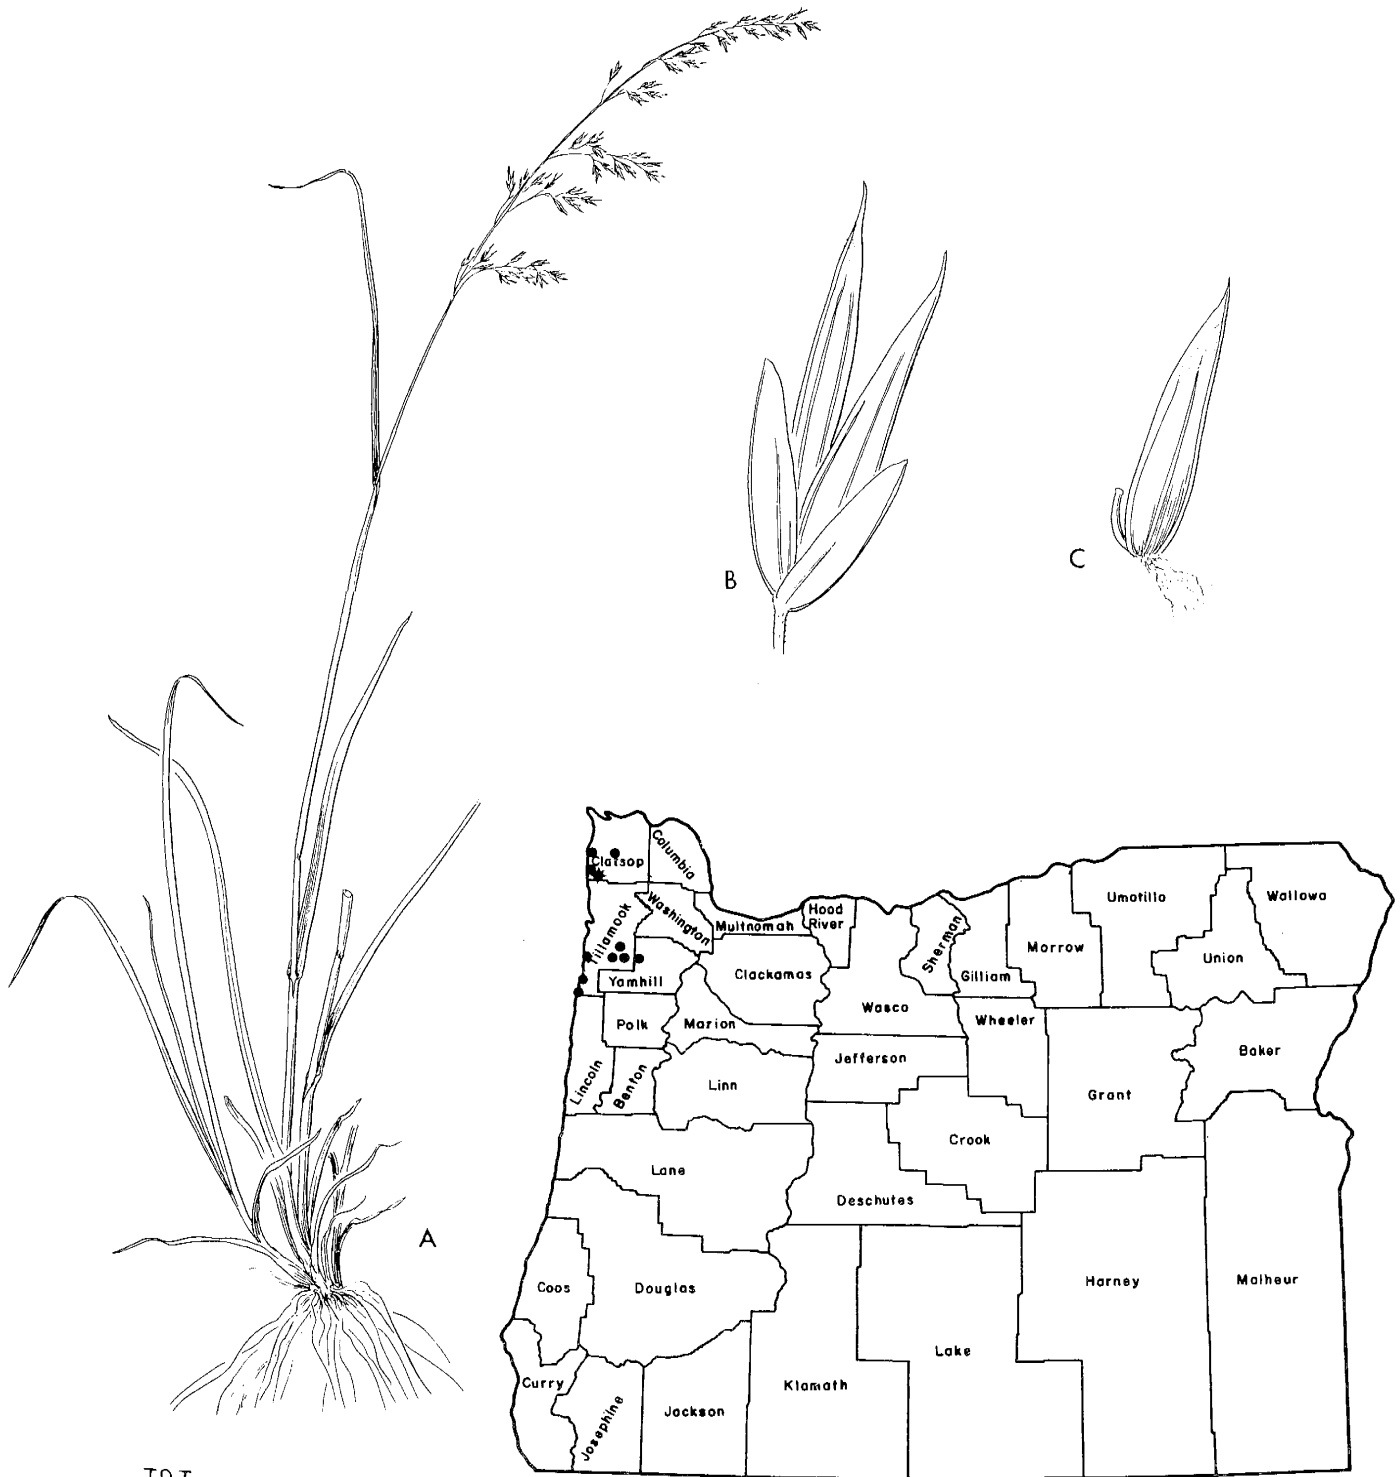 B
C
A
Clatsop
Columbia
Tillamook
Washington
Multnomah
Hood
River
Sherman
Gilliam
Morrow
Umatilla
Wallowa
Union
Yamhill
Clackamas
Wasco
Wheeler
Polk
Marion
Jefferson
Baker
Lincoln
Benton
Linn
Grant
Crook
Lane
Deschutes
Coos
Douglas
Harney
Malheur
Lake
Curry
Klamath
Josephine
Jackson